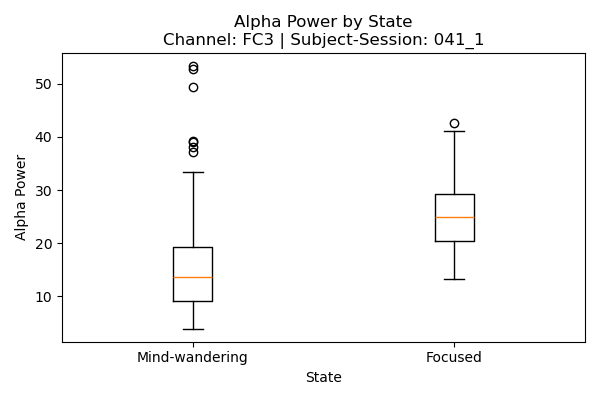 Alpha Power by State
Channel: FC3 | Subject-Session: 041_1
Alpha Power
50
40
30
20
10
Mind-wandering
Focused
State